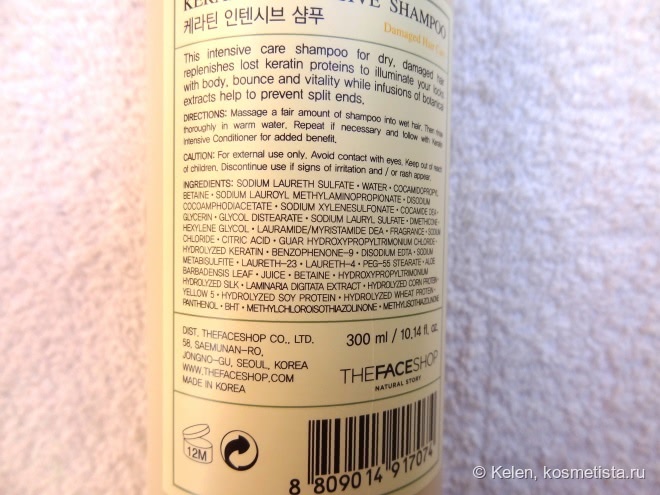 SHAMPOO
케라틴 인텐시브 샴푸
Damaged Hair
This intensive care shampoo for dry, damaged hair
replenishes lost keratin proteins to illuminate your locks
with body, bounce and vitality while infusions of botanical
extracts help to prevent split ends.
DIRECTIONS: Massage a fair amount of shampoo into wet hair. Then rinse
thoroughly in warm water. Repeat if necessary and follow with Keratin
Intensive Conditioner for added benefit.
CAUTION: For external use only. Avoid contact with eyes. Keep out of reach
of children. Discontinue use if signs of irritation and / or rash appear.
INGREDIENTS: SODIUM LAURETH SULFATE • WATER • COCAMIDOPROPYL
BETAINE • SODIUM LAUROYL METHYLAMINOPROPIONATE • DISODIUM
COCOAMPHODIACETATE • SODIUM XYLENESULFONATE • COCAMIDE DEA •
GLYCERIN • GLYCOL DISTEARATE • SODIUM LAURYL SULFATE • DIMETHICONE •
HEXYLENE GLYCOL • LAURAMIDE/MYRISTAMIDE DEA • FRAGRANCE • SODIUM
CHLORIDE • CITRIC ACID • GUAR HYDROXYPROPYLTRIMONIUM CHLORIDE •
HYDROLYZED KERATIN • BENZOPHENONE-9 • DISODIUM EDTA • SODIUM
METABISULFITE • LAURETH-23 • LAURETH-4 • PEG-55 STEARATE • ALOE
BARBADENSIS LEAF • JUICE • BETAINE • HYDROXYPROPYLTRIMONIUM
HYDROLYZED SILK • LAMINARIA DIGITATA EXTRACT • HYDROLYZED CORN PROTEIN •
YELLOW 5 • HYDROLYZED SOY PROTEIN • HYDROLYZED WHEAT PROTEIN •
PANTHENOL • BHT • METHYLCHLOROISOTHIAZOLINONE • METHYLISOTHIAZOLINONE
DIST. THEFACESHOP CO., LTD.
58, SAEMUNAN-RO,
JONGNO-GU, SEOUL, KOREA
WWW.THEFACESHOP.COM
MADE IN KOREA
300 ml / 10.14 fl. oz.
THEFACESHOP
NATURAL STORY
12M
8 809014 917074
© Kelen, kosmetista.ru